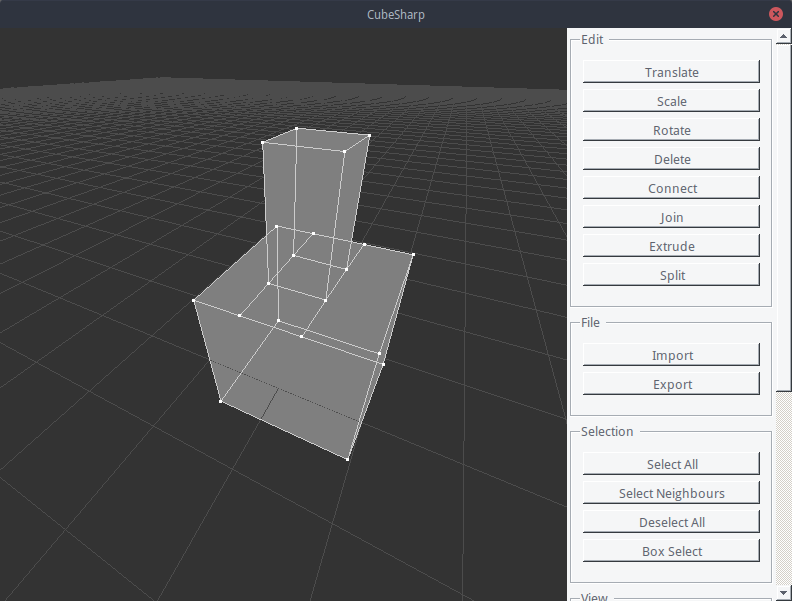 CubeSharp
Edit
Translate
Scale
Rotate
Delete
Connect
Join
Extrude
Split
File
Import
Export
Selection
Select All
Select Neighbours
Deselect All
Box Select
View